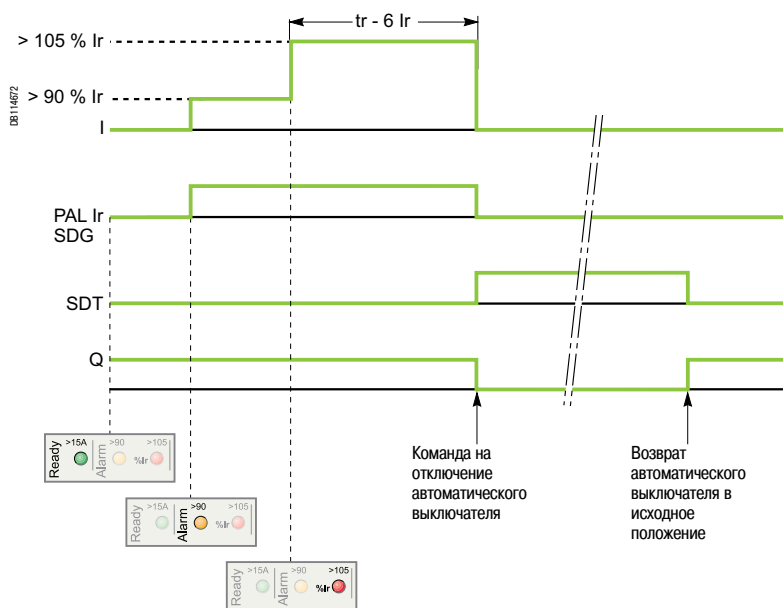 tr - 6 Ir
> 105 % Ir
> 90 % Ir
DB114672
I
PAL Ir
SDG
SDT
Q
Ready >15A Alarm >90 %Ir >105
Команда на
отключение
автоматического
выключателя
Возврат
автоматического
выключателя в
исходное
положение
Ready >15A Alarm >90 %Ir >105
Ready >15A Alarm >90 %Ir >105